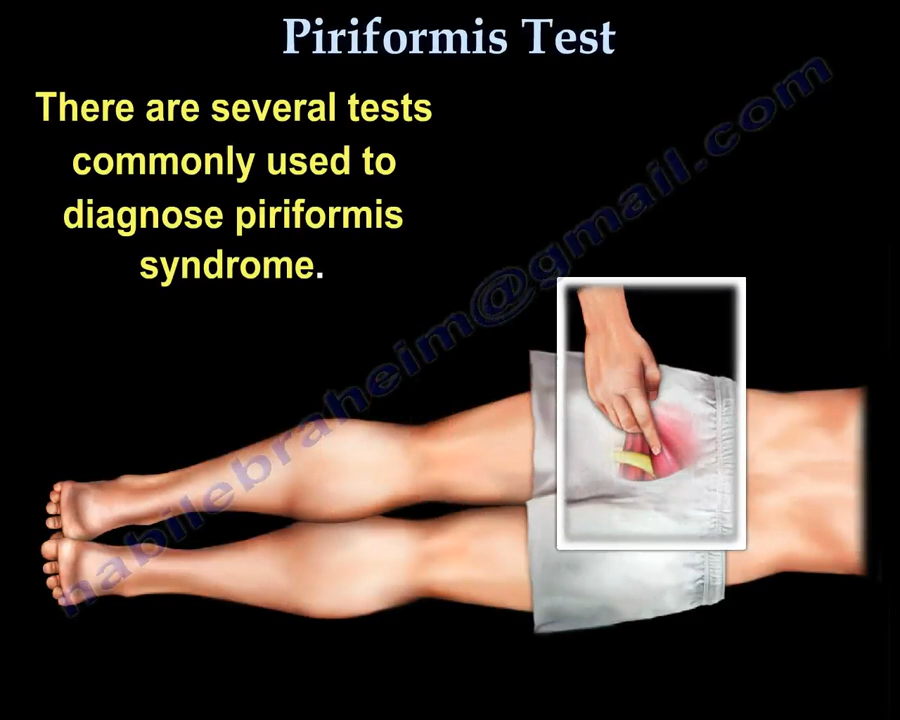 Piriformis Test
There are several tests
commonly used to
diagnose piriformis
syndrome.
nabilebraheim@gmail.com